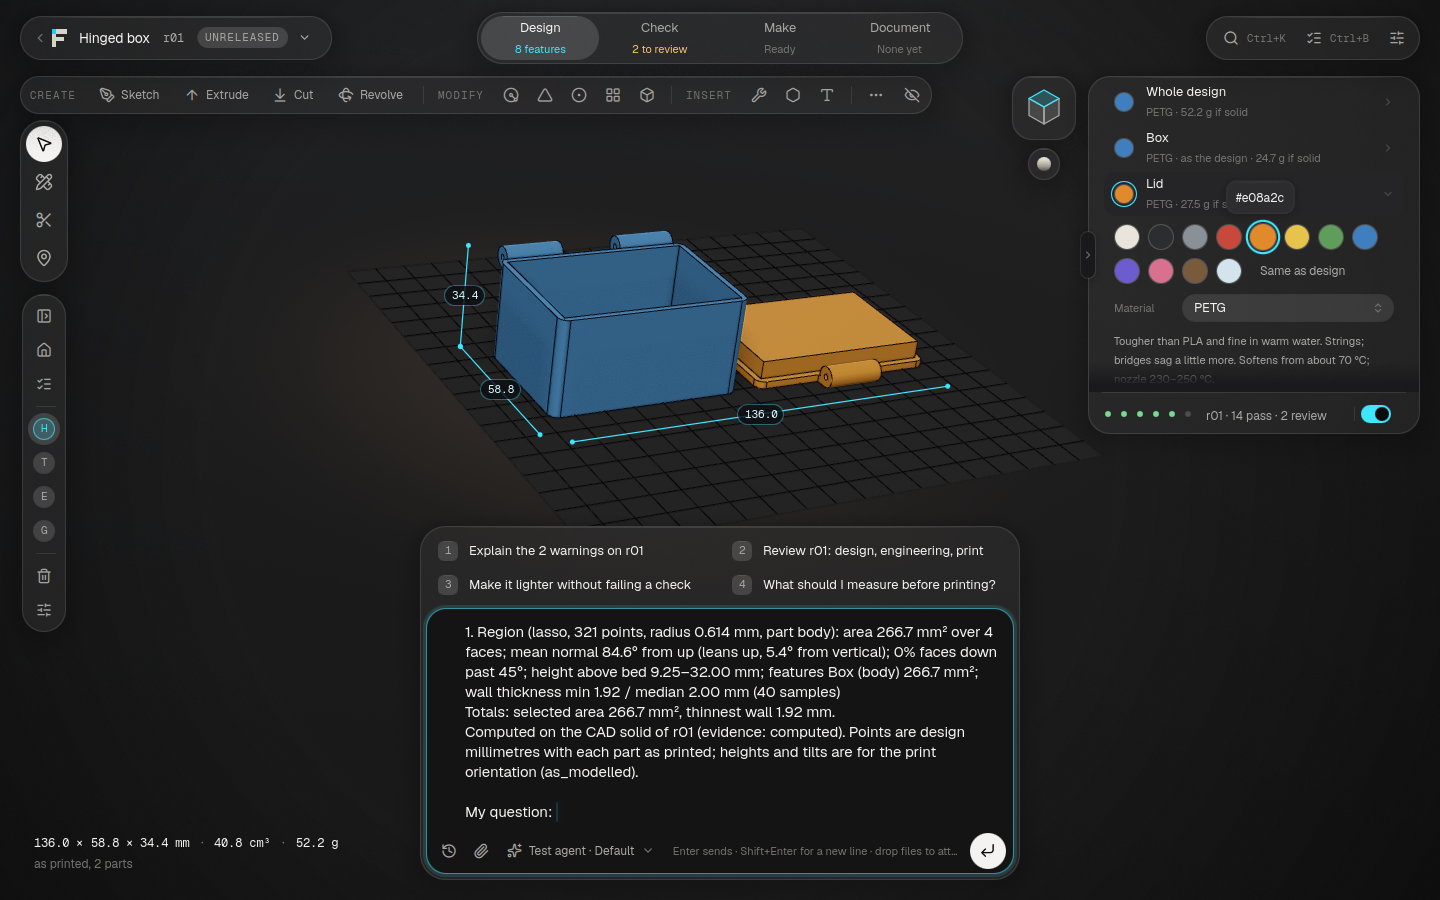 Hinged box r01 UNRELEASED
Design
8 features
Check
2 to review
Make
Ready
Document
None yet
Ctrl+K
Ctrl+B
CREATE
Sketch
Extrude
Cut
Revolve
MODIFY
INSERT
Whole design
PETG · 52.2 g if solid
Box
PETG · as the design · 24.7 g if solid
Lid
PETG · 27.5 g if s
#e08a2c
Same as design
Material
PETG
Tougher than PLA and fine in warm water. Strings;
bridges sag a little more. Softens from about 70 °C;
nozzle 230–250 °C.
r01 · 14 pass · 2 review
34.4
58.8
136.0
H
T
E
G
1 Explain the 2 warnings on r01
2 Review r01: design, engineering, print
3 Make it lighter without failing a check
4 What should I measure before printing?
1. Region (lasso, 321 points, radius 0.614 mm, part body): area 266.7 mm² over 4
faces; mean normal 84.6° from up (leans up, 5.4° from vertical); 0% faces down
past 45°; height above bed 9.25–32.00 mm; features Box (body) 266.7 mm²;
wall thickness min 1.92 / median 2.00 mm (40 samples)
Totals: selected area 266.7 mm², thinnest wall 1.92 mm.
Computed on the CAD solid of r01 (evidence: computed). Points are design
millimetres with each part as printed; heights and tilts are for the print
orientation (as_modelled).
My question:
Test agent · Default
Enter sends · Shift+Enter for a new line · drop files to att…
136.0 × 58.8 × 34.4 mm · 40.8 cm³ · 52.2 g
as printed, 2 parts